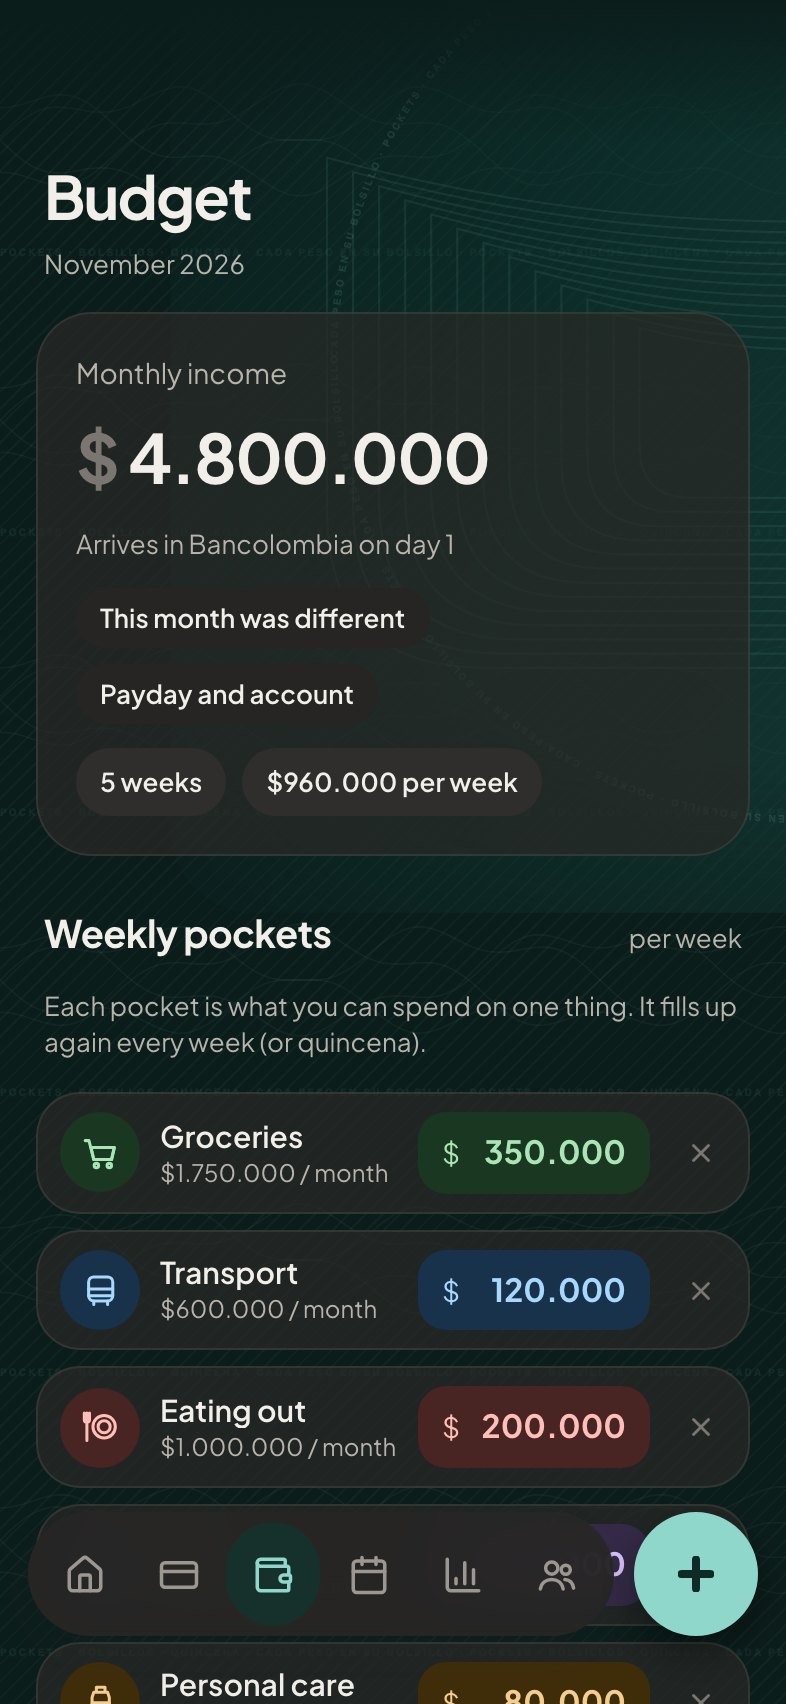 Budget
November 2026
Monthly income
$ 4.800.000
Arrives in Bancolombia on day 1
This month was different
Payday and account
5 weeks
$960.000 per week
Weekly pockets
per week
Each pocket is what you can spend on one thing. It fills up
again every week (or quincena).
Groceries
$1.750.000 / month
$ 350.000
Transport
$600.000 / month
$ 120.000
Eating out
$1.000.000 / month
$ 200.000
Personal care
$ 80.000